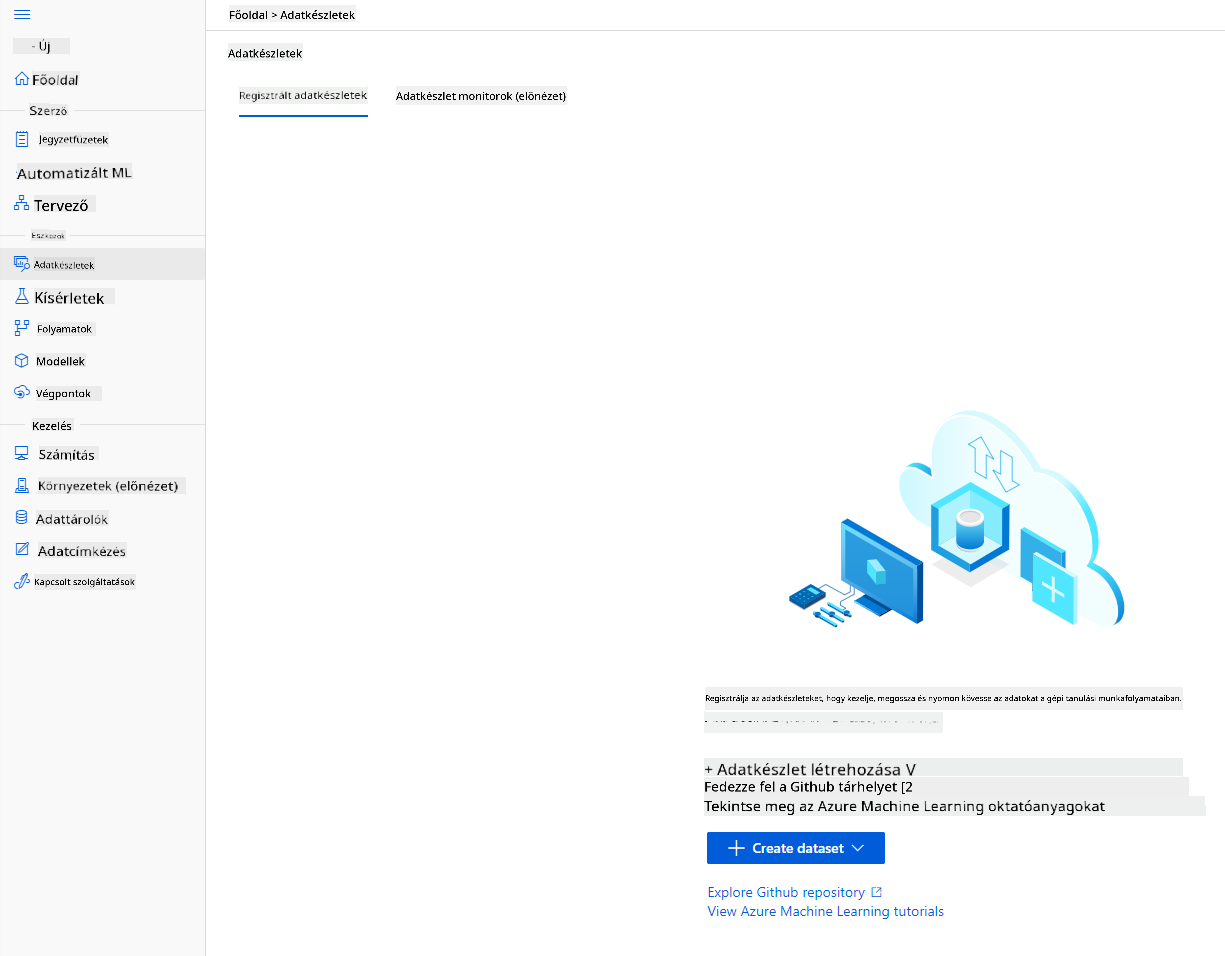 Főoldal > Adatkészletek
- Új
Főoldal
Szerző
Jegyzetfüzetek
Automatizált ML
Tervező
Eszközök
Adatkészletek
Kísérletek
Folyamatok
Modellek
Végpontok
Kezelés
Számítás
Környezetek (előnézet)
Adattárolók
Adatcímkézés
Kapcsolt szolgáltatások
Adatkészletek
Regisztrált adatkészletek
Adatkészlet monitorok (előnézet)
Regisztrálja az adatkészleteket, hogy kezelje, megossza és nyomon kövesse az adatokat a gépi tanulási munkafolyamataiban.
+ Adatkészlet létrehozása V
Fedezze fel a Github tárhelyet [2
Tekintse meg az Azure Machine Learning oktatóanyagokat
Create dataset
Explore Github repository
View Azure Machine Learning tutorials